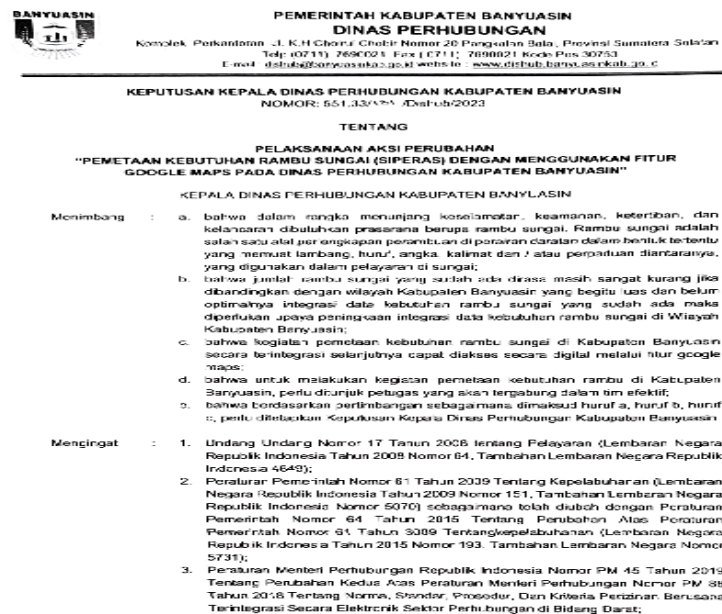 BANYUASIN
PEMERINTAH KABUPATEN BANYUASIN
DINAS PERHUBUNGAN
Komplek Perkantoran Jl. K.H Choirul Chobir Nomor 20 Pangkalan Balai, Provinsi Sumatera Selatan
Telp (0711) 7690021 Fax (0711) 7690021 Kode Pos 30753
E-mail : dishub@banyuasinkab.go.id website : www.dishub.banyuasinkab.go.id
KEPUTUSAN KEPALA DINAS PERHUBUNGAN KABUPATEN BANYUASIN
NOMOR: 551.33/ /Dishub/2023
TENTANG
PELAKSANAAN AKSI PERUBAHAN
"PEMETAAN KEBUTUHAN RAMBU SUNGAI (SIPERAS) DENGAN MENGGUNAKAN FITUR
GOOGLE MAPS PADA DINAS PERHUBUNGAN KABUPATEN BANYUASIN"
KEPALA DINAS PERHUBUNGAN KABUPATEN BANYUASIN
Menimbang : a. bahwa dalam rangka menunjang keselamatan, keamanan, ketertiban, dan
kelancaran dibutuhkan prasarana berupa rambu sungai. Rambu sungai adalah
salah satu alat perlengkapan perambuan di perairan daratan dalam bentuk tertentu
yang memuat lambang, huruf, angka, kalimat dan / atau perpaduan diantaranya,
yang digunakan dalam pelayaran di sungai;
b. bahwa jumlah rambu sungai yang sudah ada dirasa masih sangat kurang jika
dibandingkan dengan wilayah Kabupaten Banyuasin yang begitu luas dan belum
optimalnya integrasi data kebutuhan rambu sungai yang sudah ada maka
diperlukan upaya peningkaan integrasi data kebutuhan rambu sungai di Wilayah
Kabupaten Banyuasin;
c. bahwa kegiatan pemetaan kebutuhan rambu sungai di Kabupaten Banyuasin
secara terintegrasi selanjutnya dapat diakses secara digital melalui fitur google
maps;
d. bahwa untuk melakukan kegiatan pemetaan kebutuhan rambu di Kabupaten
Banyuasin, perlu ditunjuk petugas yang akan tergabung dalam tim efektif;
e. bahwa berdasarkan pertimbangan sebagaimana dimaksud huruf a, huruf b, huruf
c, perlu ditetapkan Keputusan Kepala Dinas Perhubungan Kabupaten Banyuasin
Mengingat : 1. Undang Undang Nomor 17 Tahun 2008 tentang Pelayaran (Lembaran Negara
Republik Indonesia Tahun 2008 Nomor 64, Tambahan Lembaran Negara Republik
Indonesia 4849);
2. Peraturan Pemerintah Nomor 61 Tahun 2009 Tentang Kepelabuhanan (Lembaran
Negara Republik Indonesia Tahun 2009 Nomor 151, Tambahan Lembaran Negara
Republik Indonesia Nomor 5070) sebagaimana telah diubah dengan Peraturan
Pemerintah Nomor 64 Tahun 2015 Tentang Perubahan Atas Peraturan
Pemerintah Nomor 61 Tahun 3009 Tentangkepelabuhanan (Lembaran Negara
Republik Indonesia Tahun 2015 Nomor 193, Tambahan Lembaran Negara Nomor
5731);
3. Peraturan Menteri Perhubungan Republik Indonesia Nomor PM 45 Tahun 2019
Tentang Perubahan Kedua Atas Peraturan Menteri Perhubungan Nomor PM 88
Tahun 2018 Tentang Norma, Standar, Prosedur, Dan Kriteria Perizinan Berusaha
Terintegrasi Secara Elektronik Sektor Perhubungan di Bidang Darat;